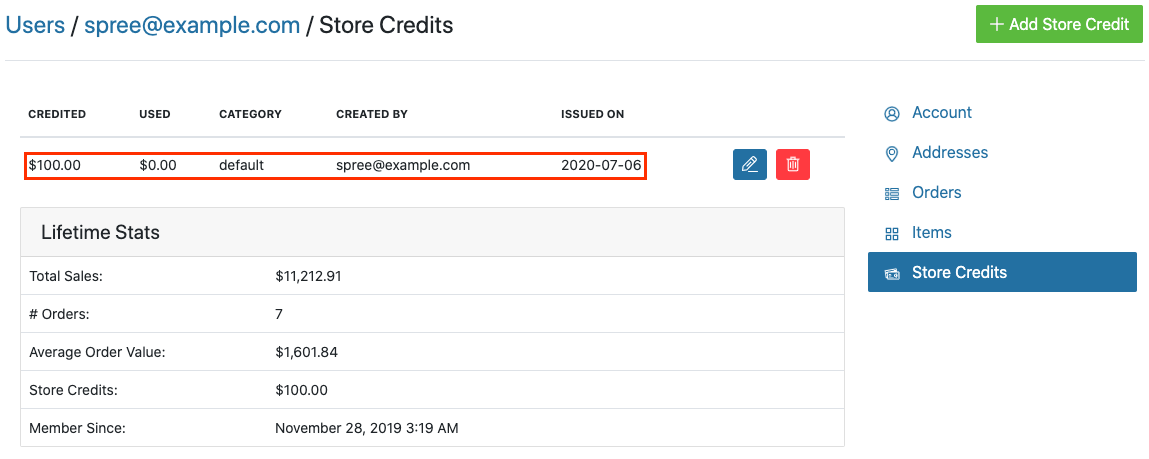 Users / spree@example.com / Store Credits
+ Add Store Credit
CREDITED USED CATEGORY CREATED BY ISSUED ON
$100.00 $0.00 default spree@example.com 2020-07-06
Lifetime Stats
Total Sales: $11,212.91
# Orders: 7
Average Order Value: $1,601.84
Store Credits: $100.00
Member Since: November 28, 2019 3:19 AM
Account
Addresses
Orders
Items
Store Credits